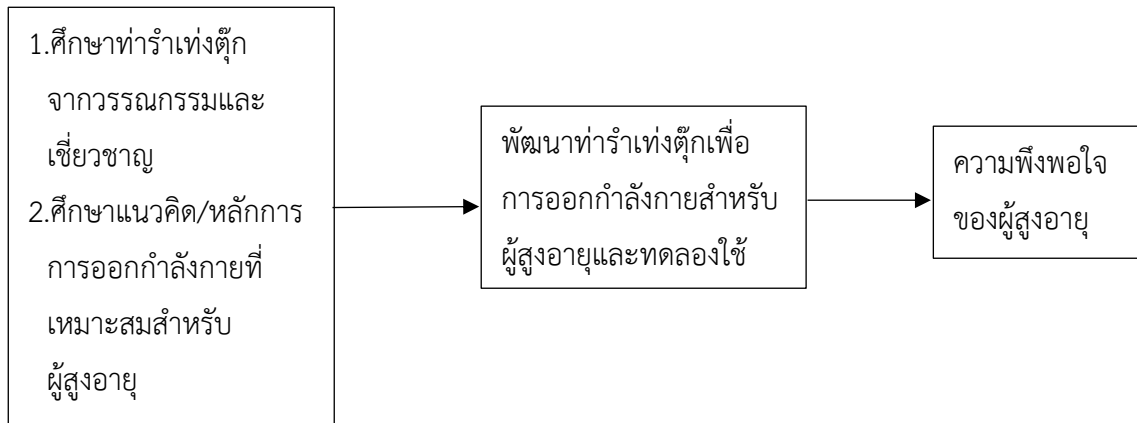 1.ศึกษาท่ารำเท่งตุ๊ก
จากวรรณกรรมและ
เชี่ยวชาญ
2.ศึกษาแนวคิด/หลักการ
การออกกำลังกายที่
เหมาะสมสำหรับ
ผู้สูงอายุ
พัฒนาท่ารำเท่งตุ๊กเพื่อ
การออกกำลังกายสำหรับ
ผู้สูงอายุและทดลองใช้
ความพึงพอใจ
ของผู้สูงอายุ